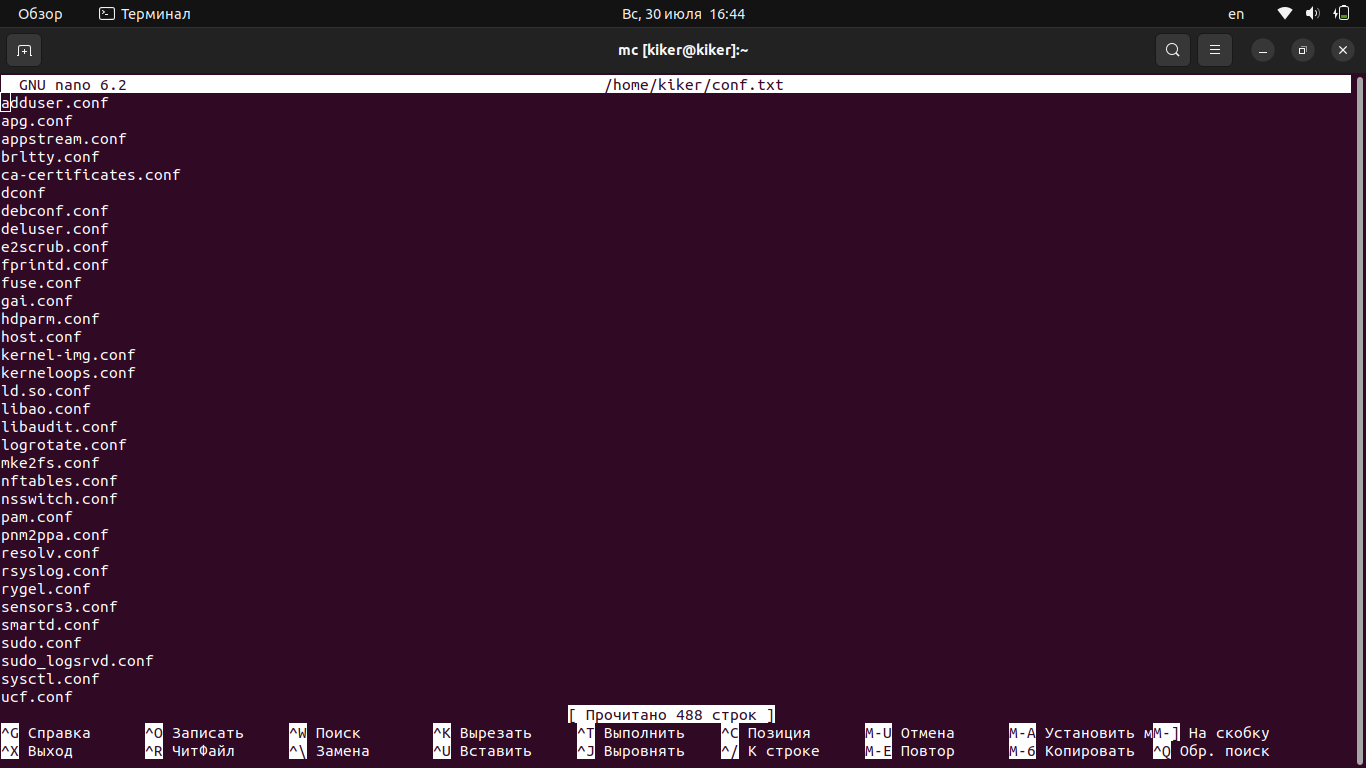 Обзор Терминал Вс, 30 июля 16:44 en
mc [kiker@kiker]:~
GNU nano 6.2 /home/kiker/conf.txt
adduser.conf
apg.conf
appstream.conf
brltty.conf
ca-certificates.conf
dconf
debconf.conf
deluser.conf
e2scrub.conf
fprintd.conf
fuse.conf
gai.conf
hdparm.conf
host.conf
kernel-img.conf
kerneloops.conf
ld.so.conf
libao.conf
libaudit.conf
logrotate.conf
mke2fs.conf
nftables.conf
nsswitch.conf
pam.conf
pnm2ppa.conf
resolv.conf
rsyslog.conf
rygel.conf
sensors3.conf
smartd.conf
sudo.conf
sudo_logsrvd.conf
sysctl.conf
ucf.conf
[ Прочитано 488 строк ]
^G Справка ^O Записать ^W Поиск ^K Вырезать ^T Выполнить ^C Позиция M-U Отмена M-A Установить мM-] На скобку
^X Выход ^R ЧитФайл ^\ Замена ^U Вставить ^J Выровнять ^/ К строке M-E Повтор M-6 Копировать ^Q Обр. поиск